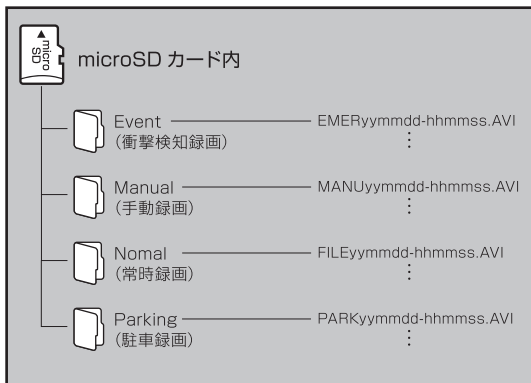 micro
SD
microSD カード内
Event
EMERyymmdd-hhmmss.AVI
(衝撃検知録画)
Manual
MANUyymmdd-hhmmss.AVI
(手動録画)
Nomal
FILEyymmdd-hhmmss.AVI
(常時録画)
Parking
PARKyymmdd-hhmmss.AVI
(駐車録画)